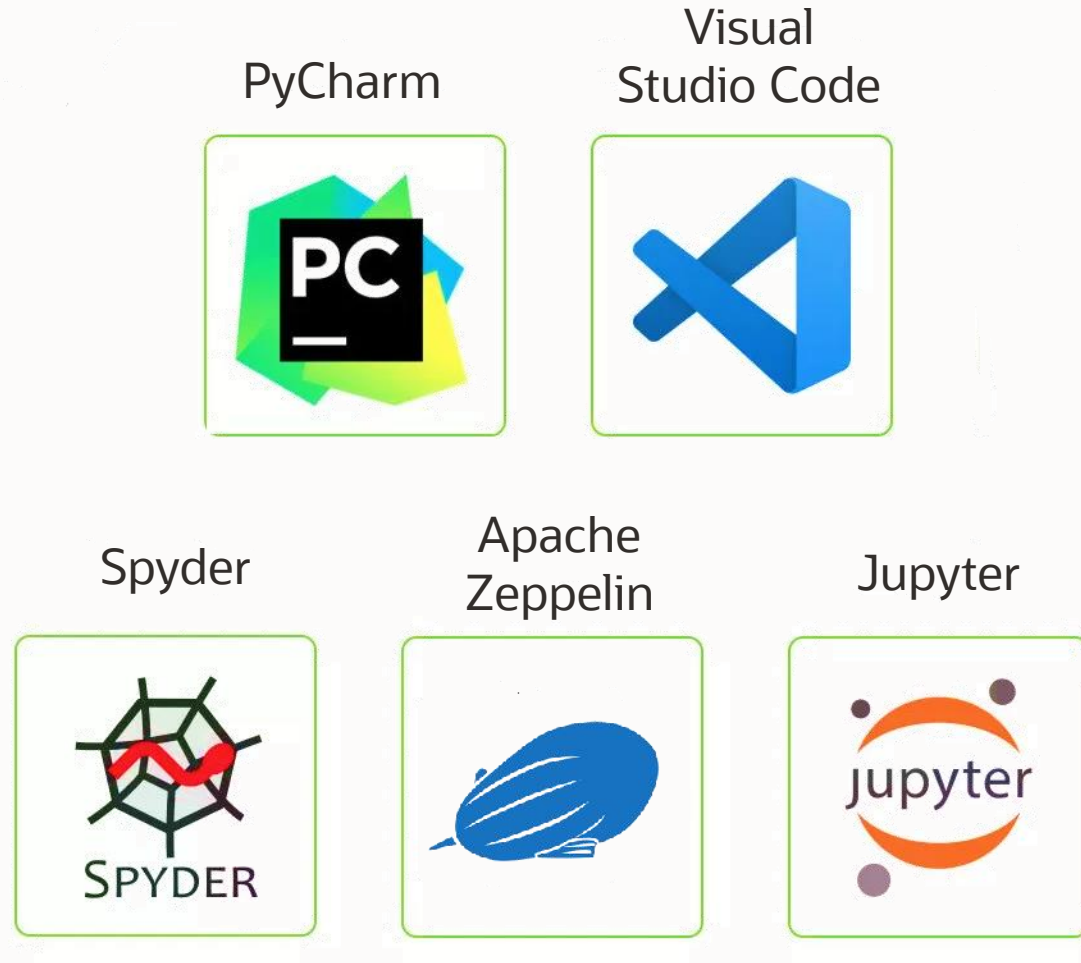 PyCharm
Visual
Studio Code
PC
Spyder
Apache
Zeppelin
Jupyter
SPYDER
jupyter